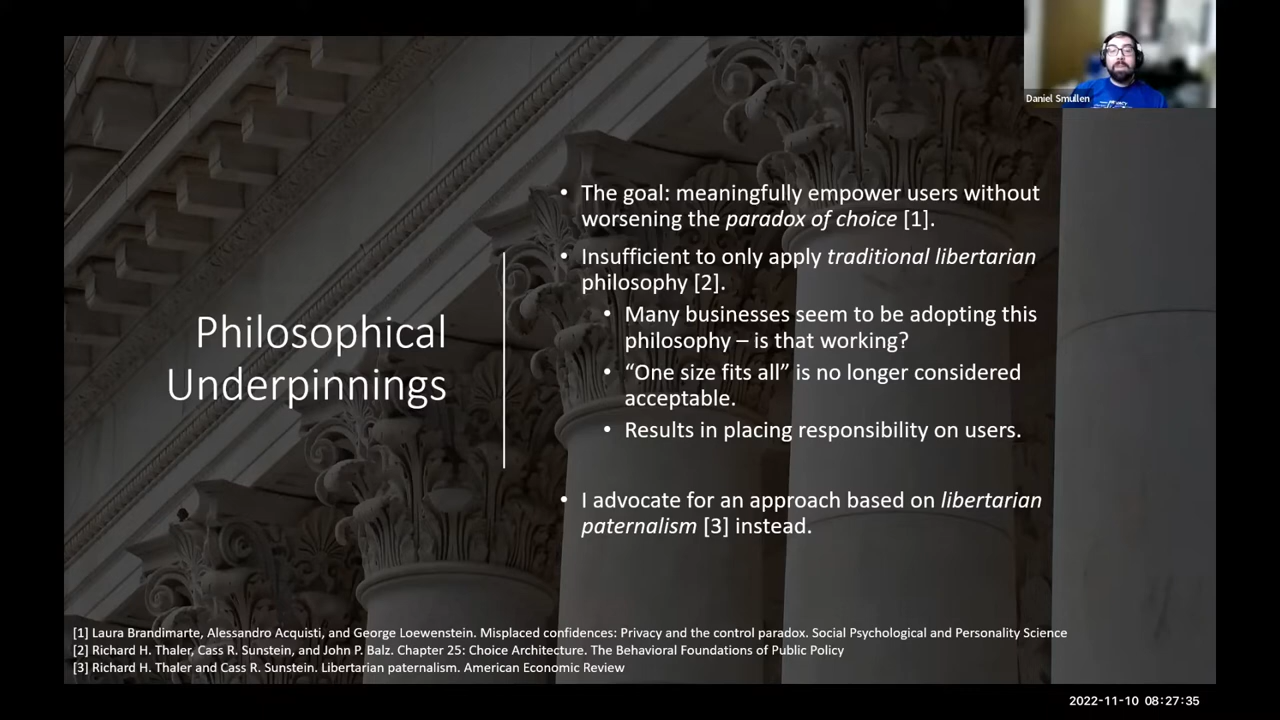 Daniel Smullen
Philosophical
Underpinnings
• The goal: meaningfully empower users without
worsening the paradox of choice [1].
• Insufficient to only apply traditional libertarian
philosophy [2].
• Many businesses seem to be adopting this
philosophy – is that working?
• “One size fits all” is no longer considered
acceptable.
• Results in placing responsibility on users.
• I advocate for an approach based on libertarian
paternalism [3] instead.
[1] Laura Brandimarte, Alessandro Acquisti, and George Loewenstein. Misplaced confidences: Privacy and the control paradox. Social Psychological and Personality Science
[2] Richard H. Thaler, Cass R. Sunstein, and John P. Balz. Chapter 25: Choice Architecture. The Behavioral Foundations of Public Policy
[3] Richard H. Thaler and Cass R. Sunstein. Libertarian paternalism. American Economic Review
2022-11-10 08:27:35